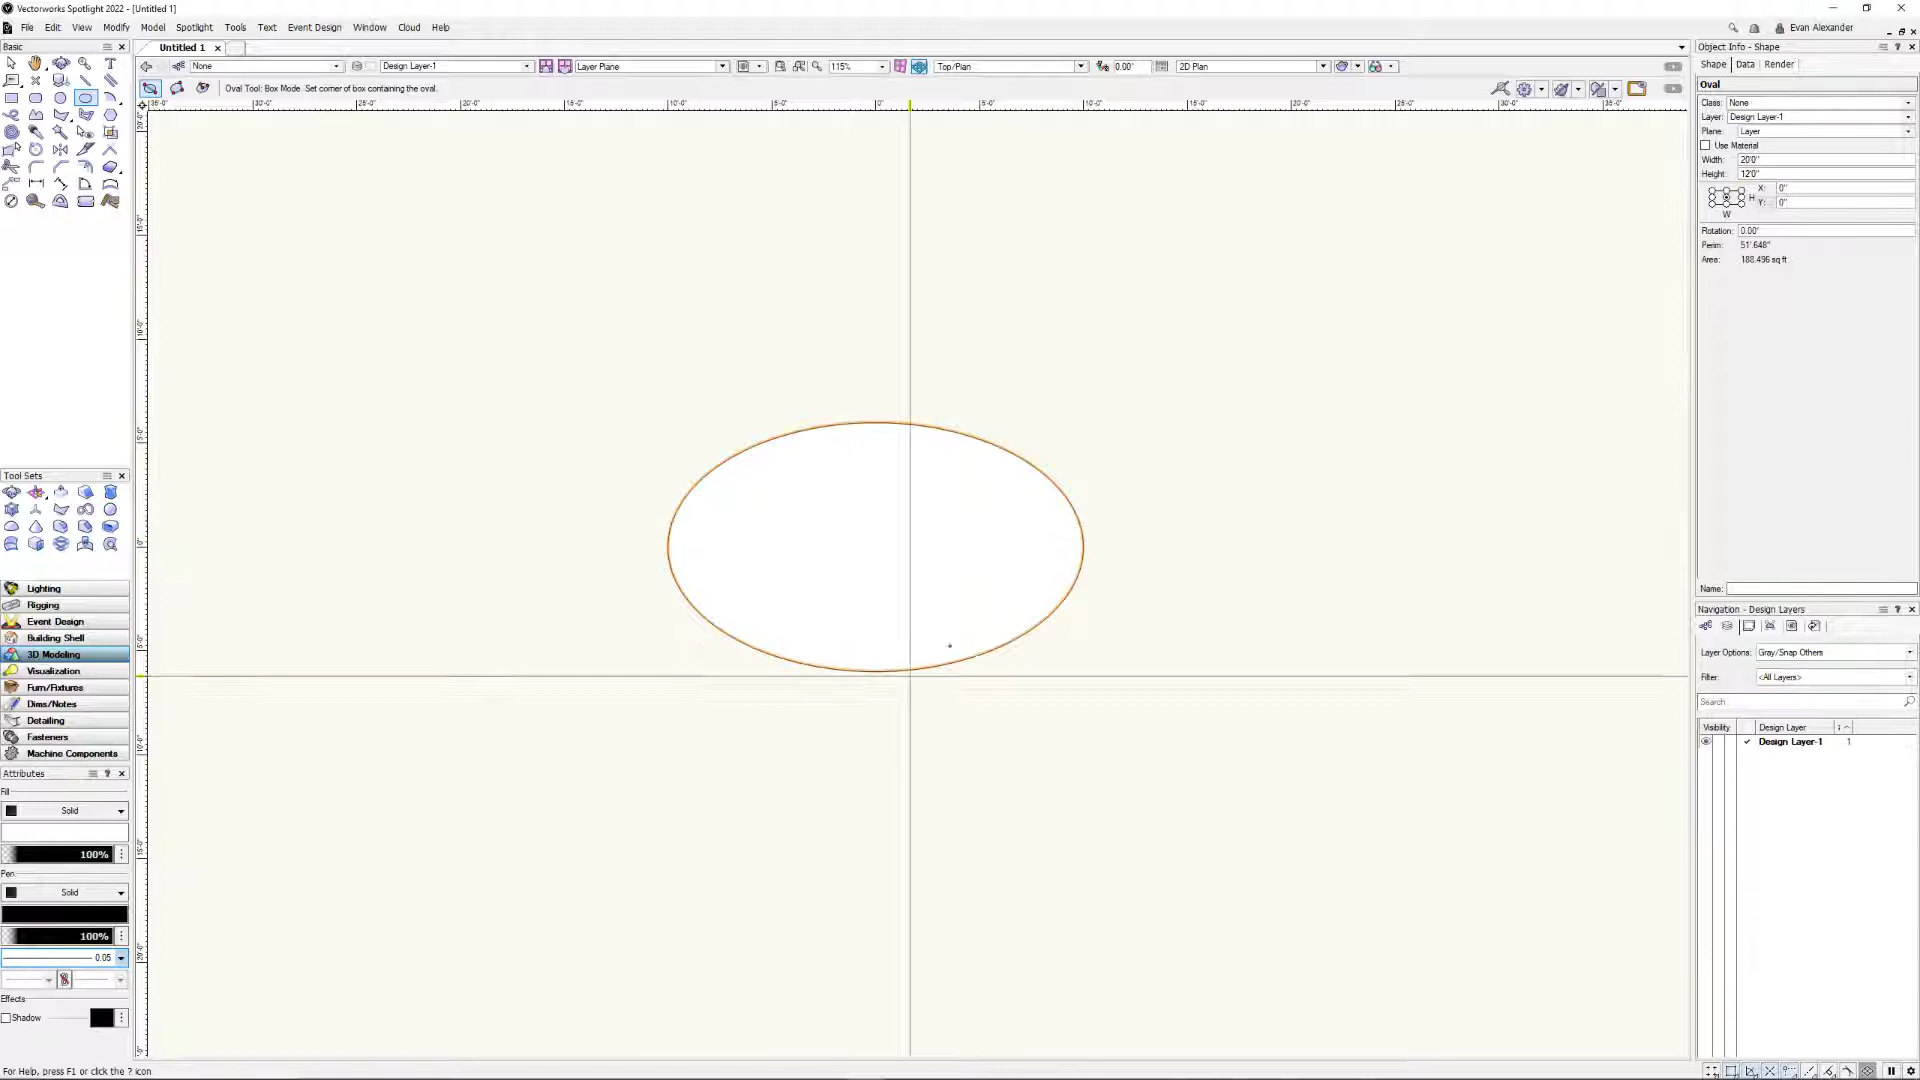 Vectorworks Spotlight 2022 - [Untitled 1]
File Edit View Modify Model Spotlight Tools Text Event Design Window Cloud Help
Evan Alexander
Basic
Untitled 1
None
Design Layer-1
Layer Plane
115%
Top/Plan
0.00°
2D Plan
Oval Tool: Box Mode. Set corner of box containing the oval.
Object Info - Shape
Shape Data Render
Oval
Class: None
Layer: Design Layer-1
Plane: Layer
Use Material
Width: 20'0"
Height: 12'0"
X: 0"
H
Y: 0"
W
Rotation: 0.00°
Perim: 51'.648"
Area: 188.496 sq ft
Name:
Tool Sets
Lighting
Rigging
Event Design
Building Shell
3D Modeling
Visualization
Furn/Fixtures
Dims/Notes
Detailing
Fasteners
Machine Components
Attributes
Fill
Solid
100%
Pen
Solid
100%
0.05
Effects
Shadow
Navigation - Design Layers
Layer Options: Gray/Snap Others
Filter: <All Layers>
Search
Visibility Design Layer
Design Layer-1 1
For Help, press F1 or click the ? icon